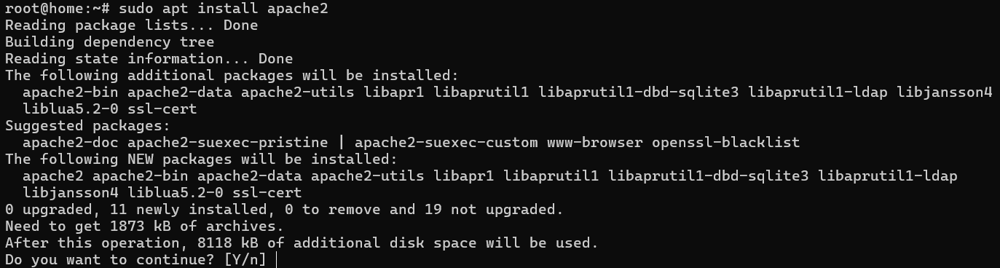 root@home:~# sudo apt install apache2
Reading package lists... Done
Building dependency tree
Reading state information... Done
The following additional packages will be installed:
  apache2-bin apache2-data apache2-utils libapr1 libaprutil1 libaprutil1-dbd-sqlite3 libaprutil1-ldap libjansson4
  liblua5.2-0 ssl-cert
Suggested packages:
  apache2-doc apache2-suexec-pristine | apache2-suexec-custom www-browser openssl-blacklist
The following NEW packages will be installed:
  apache2 apache2-bin apache2-data apache2-utils libapr1 libaprutil1 libaprutil1-dbd-sqlite3 libaprutil1-ldap
  libjansson4 liblua5.2-0 ssl-cert
0 upgraded, 11 newly installed, 0 to remove and 19 not upgraded.
Need to get 1873 kB of archives.
After this operation, 8118 kB of additional disk space will be used.
Do you want to continue? [Y/n]